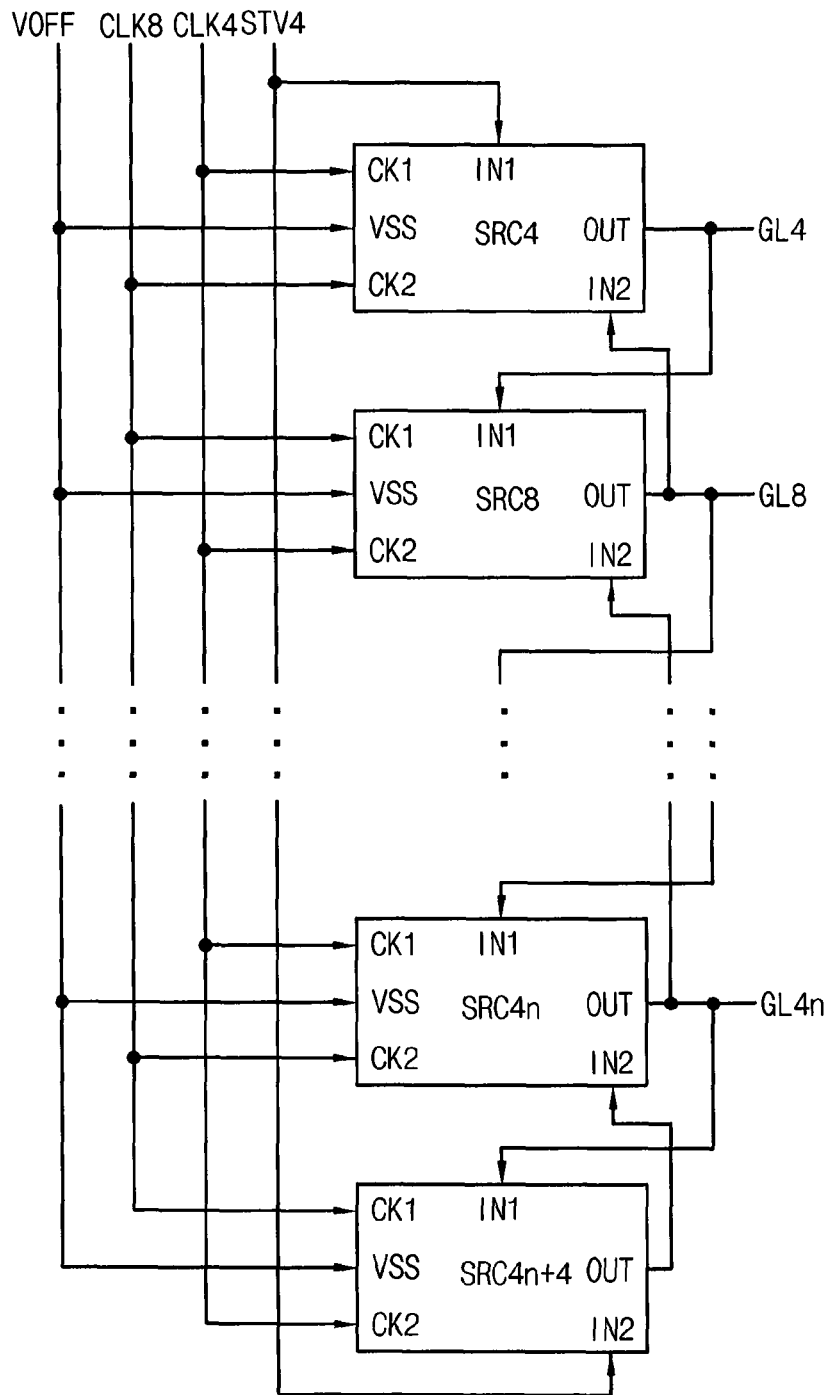 VOFF CLK8 CLK4 STV4
CK1 IN1
VSS SRC4 OUT GL4
CK2 IN2
CK1 IN1
VSS SRC8 OUT GL8
CK2 IN2
CK1 IN1
VSS SRC4n OUT GL4n
CK2 IN2
CK1 IN1
VSS SRC4n+4 OUT
CK2 IN2